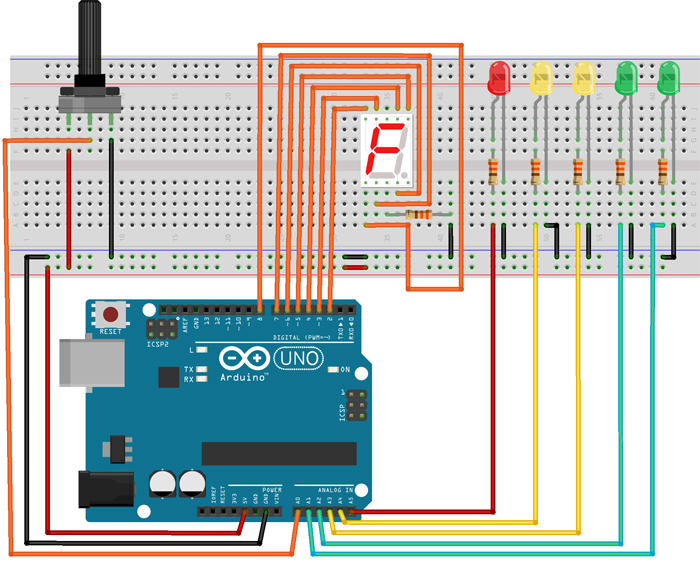 F
RESET
ICSP2
AREF
GND
13
12
~11
~10
~9
8
7
~6
~5
4
~3
2
TX▶1
RX◀0
DIGITAL (PWM=~)
L
TX
RX
UNO
Arduino™
ON
1
ICSP
IOREF
RESET
3V3
5V
GND
GND
VIN
POWER
ANALOG IN
A0
A1
A2
A3
A4
A5